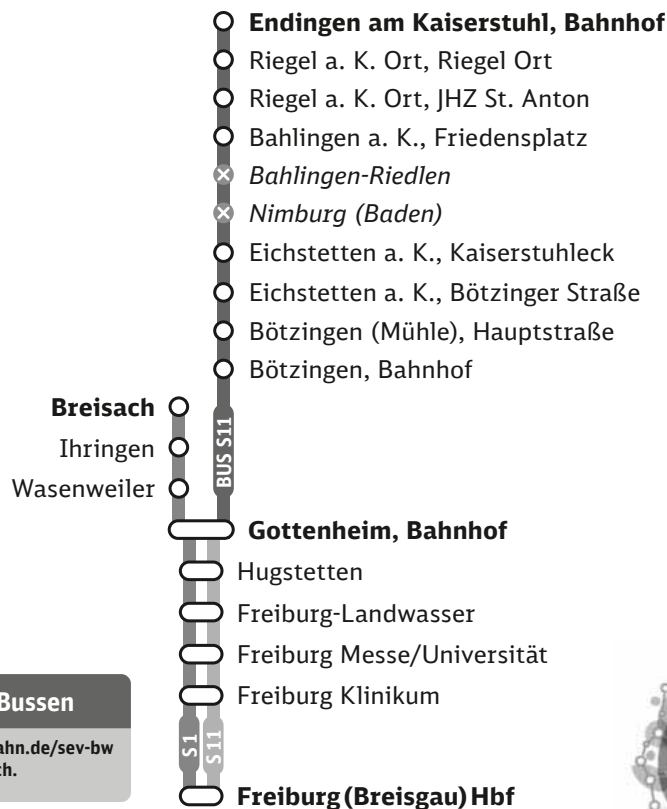 Endingen am Kaiserstuhl, Bahnhof
Riegel a. K. Ort, Riegel Ort
Riegel a. K. Ort, JHZ St. Anton
Bahlingen a. K., Friedensplatz
Bahlingen-Riedlen
Nimburg (Baden)
Eichstetten a. K., Kaiserstuhleck
Eichstetten a. K., Bötzinger Straße
Bötzingen (Mühle), Hauptstraße
Bötzingen, Bahnhof
Breisach
Ihringen
Wasenweiler
BUS S11
Gottenheim, Bahnhof
Hugstetten
Freiburg-Landwasser
Freiburg Messe/Universität
Freiburg Klinikum
S1
S11
Freiburg (Breisgau) Hbf
Bussen
ahn.de/sev-bw
ch.